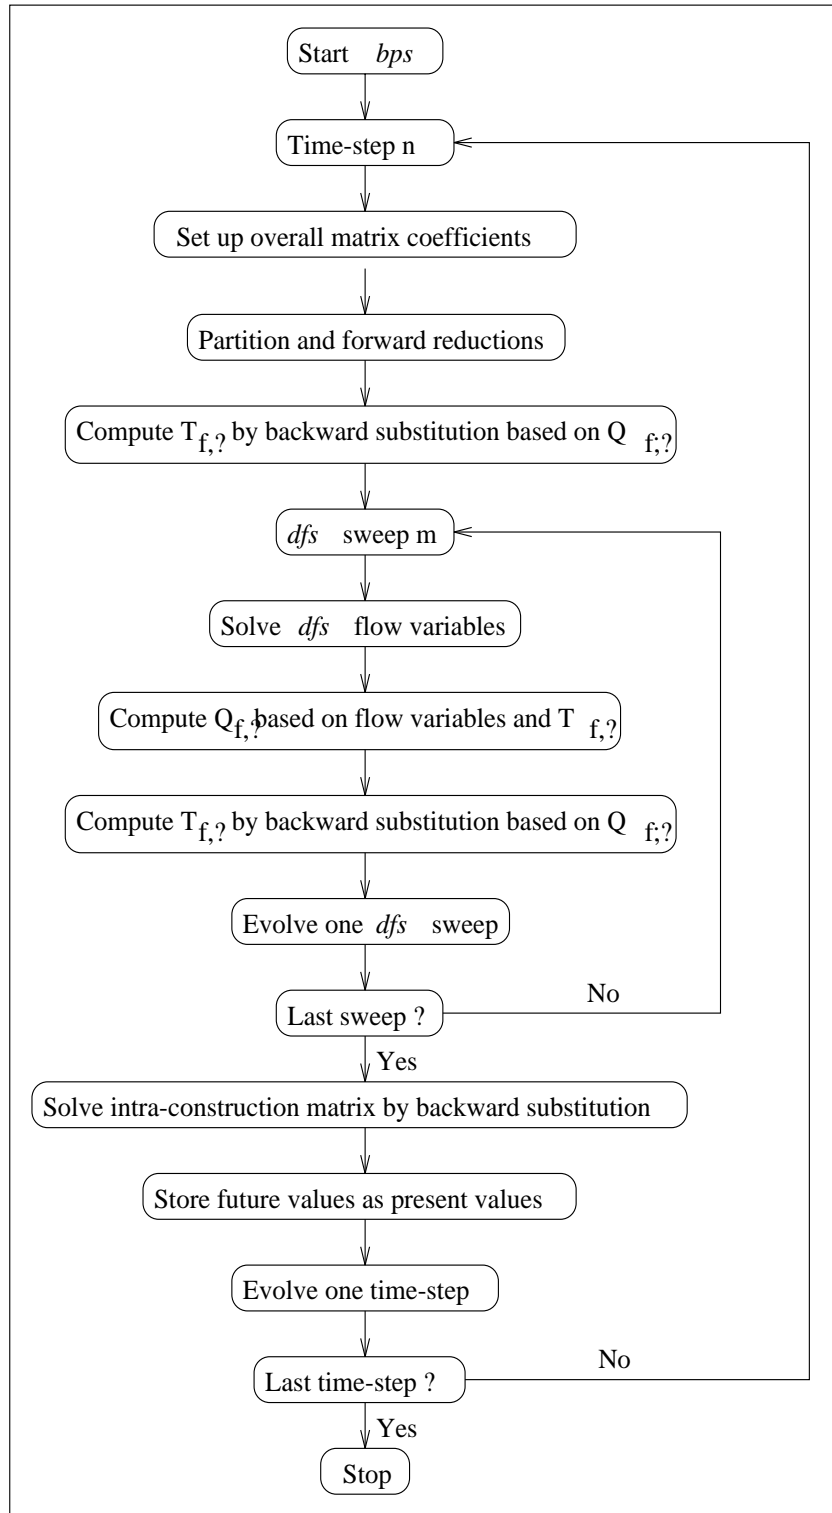 Start bps
Time-step n
Set up overall matrix coefficients
Partition and forward reductions
Compute T f,? by backward substitution based on Q f;?
dfs sweep m
Solve dfs flow variables
Compute Q f,? based on flow variables and T f,?
Compute T f,? by backward substitution based on Q f;?
Evolve one dfs sweep
Last sweep ?
No
Yes
Solve intra-construction matrix by backward substitution
Store future values as present values
Evolve one time-step
Last time-step ?
No
Yes
Stop